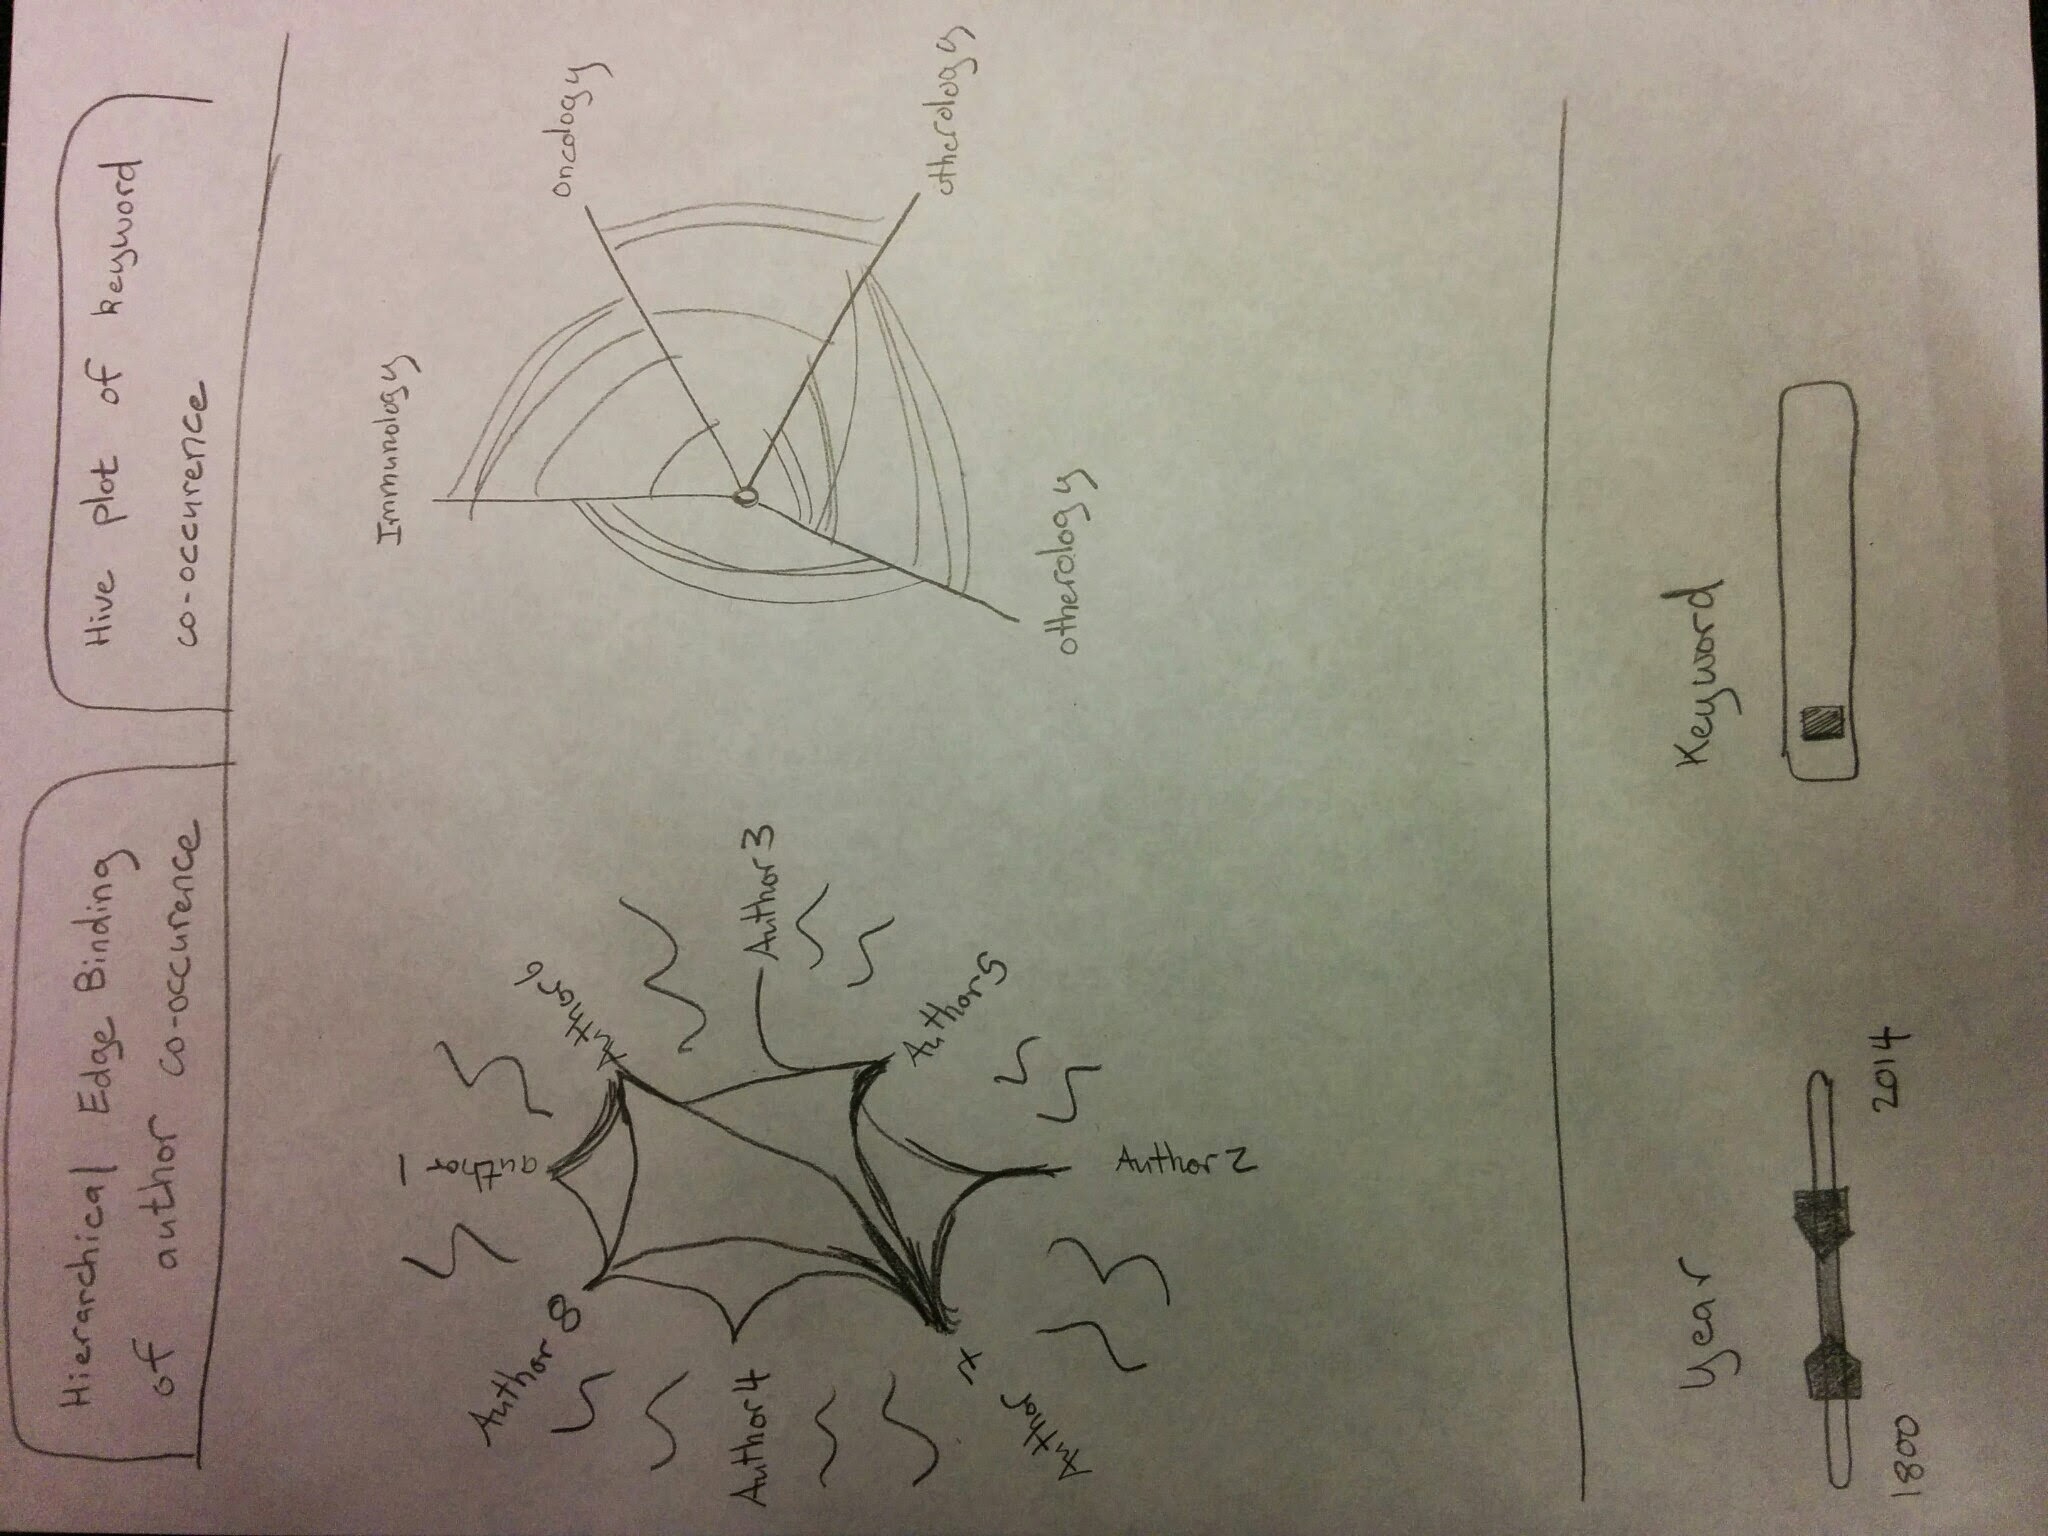 Hierarchical Edge Binding
of author co-occurence
Hive plot of keyword
co-occurence
author 1
Author 6
Author 3
Author 5
Author 2
Author x
Author 4
Author 8
Immunology
oncology
otherology
otherology
Year
1800
2014
Keyword